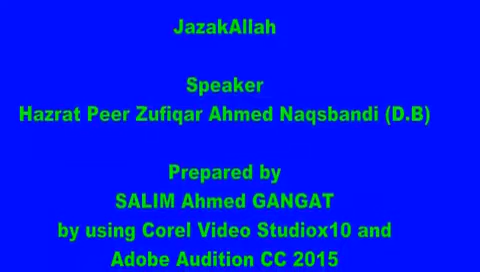 JazakAllah
Speaker
Hazrat Peer Zufiqar Ahmed Naqsbandi (D.B)
Prepared by
SALIM Ahmed GANGAT
by using Corel Video Studiox10 and
Adobe Audition CC 2015